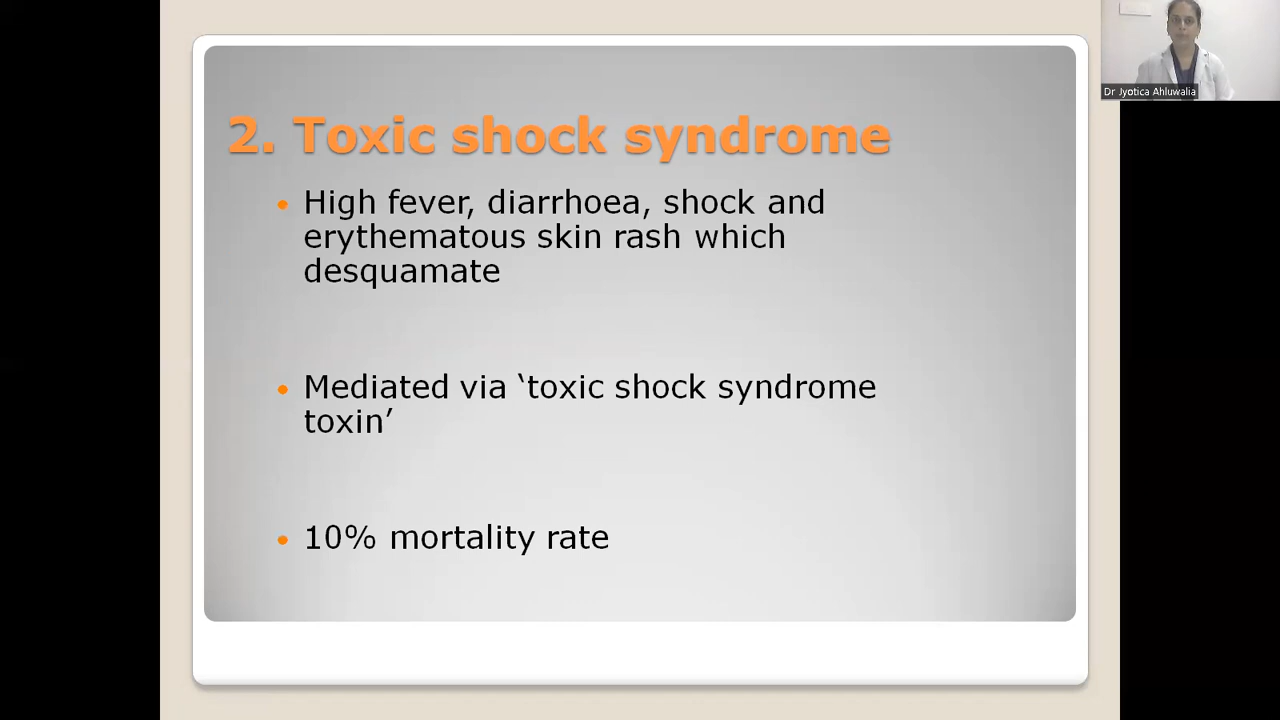 2. Toxic shock syndrome
• High fever, diarrhoea, shock and
erythematous skin rash which
desquamate
• Mediated via ‘toxic shock syndrome
toxin’
• 10% mortality rate
Dr Jyotica Ahluwalia